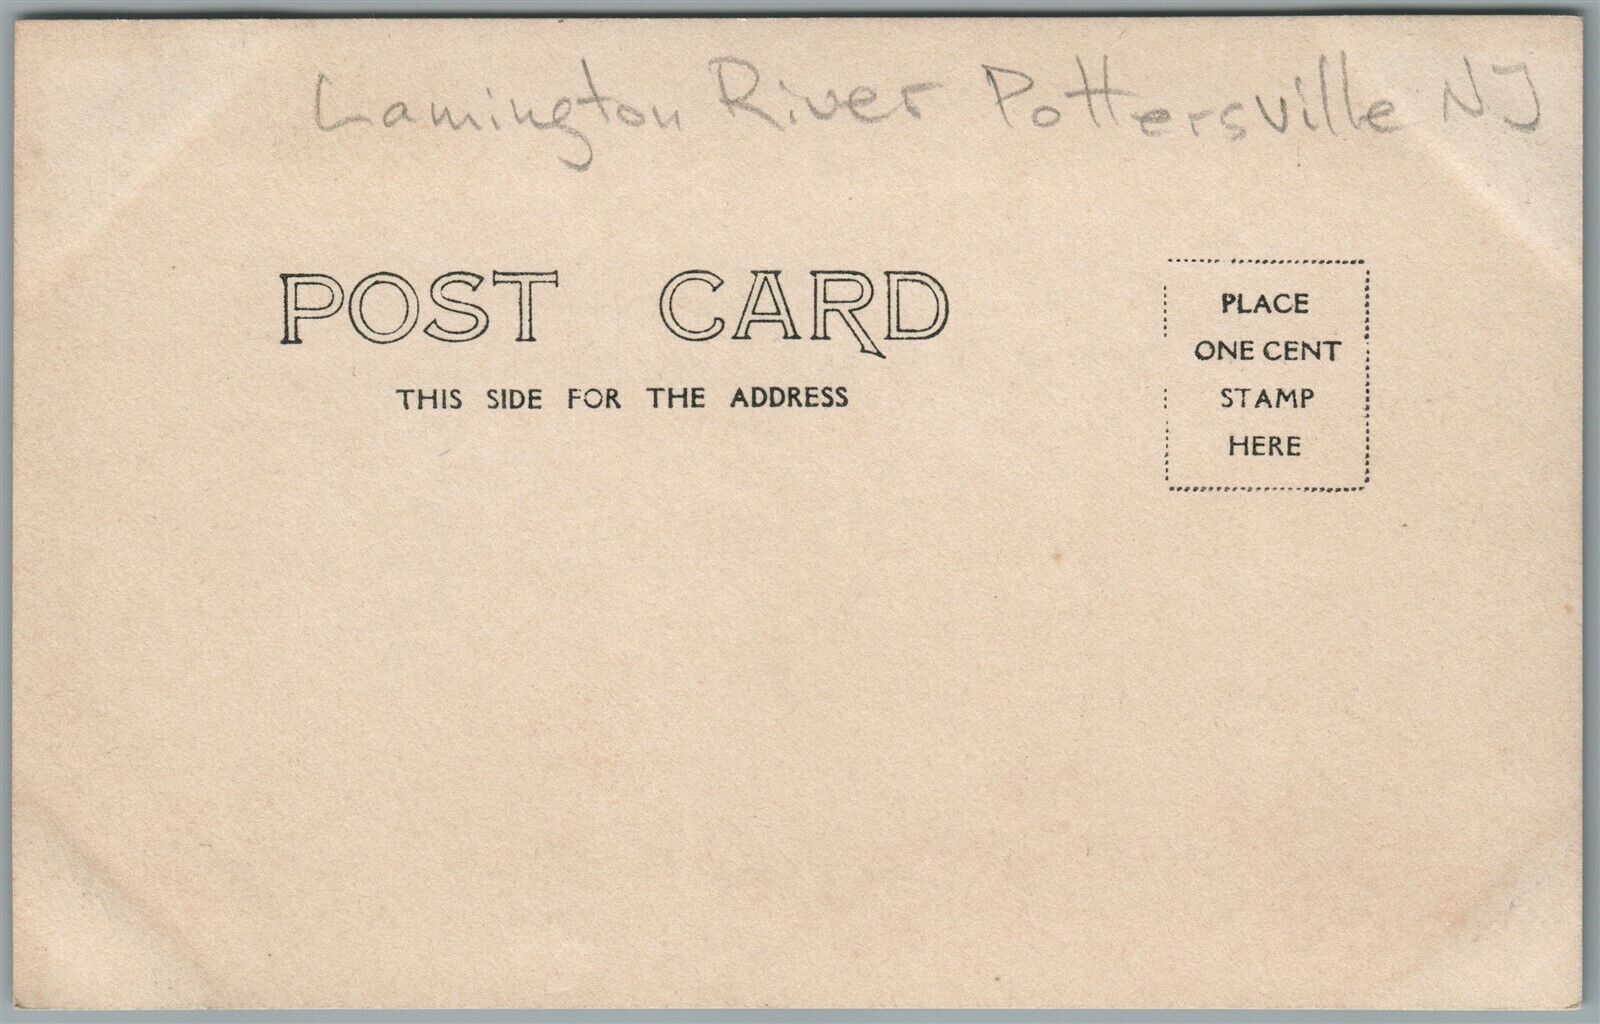 Lamington River Pottersville NJ
POST CARD
THIS SIDE FOR THE ADDRESS
PLACE
ONE CENT
STAMP
HERE